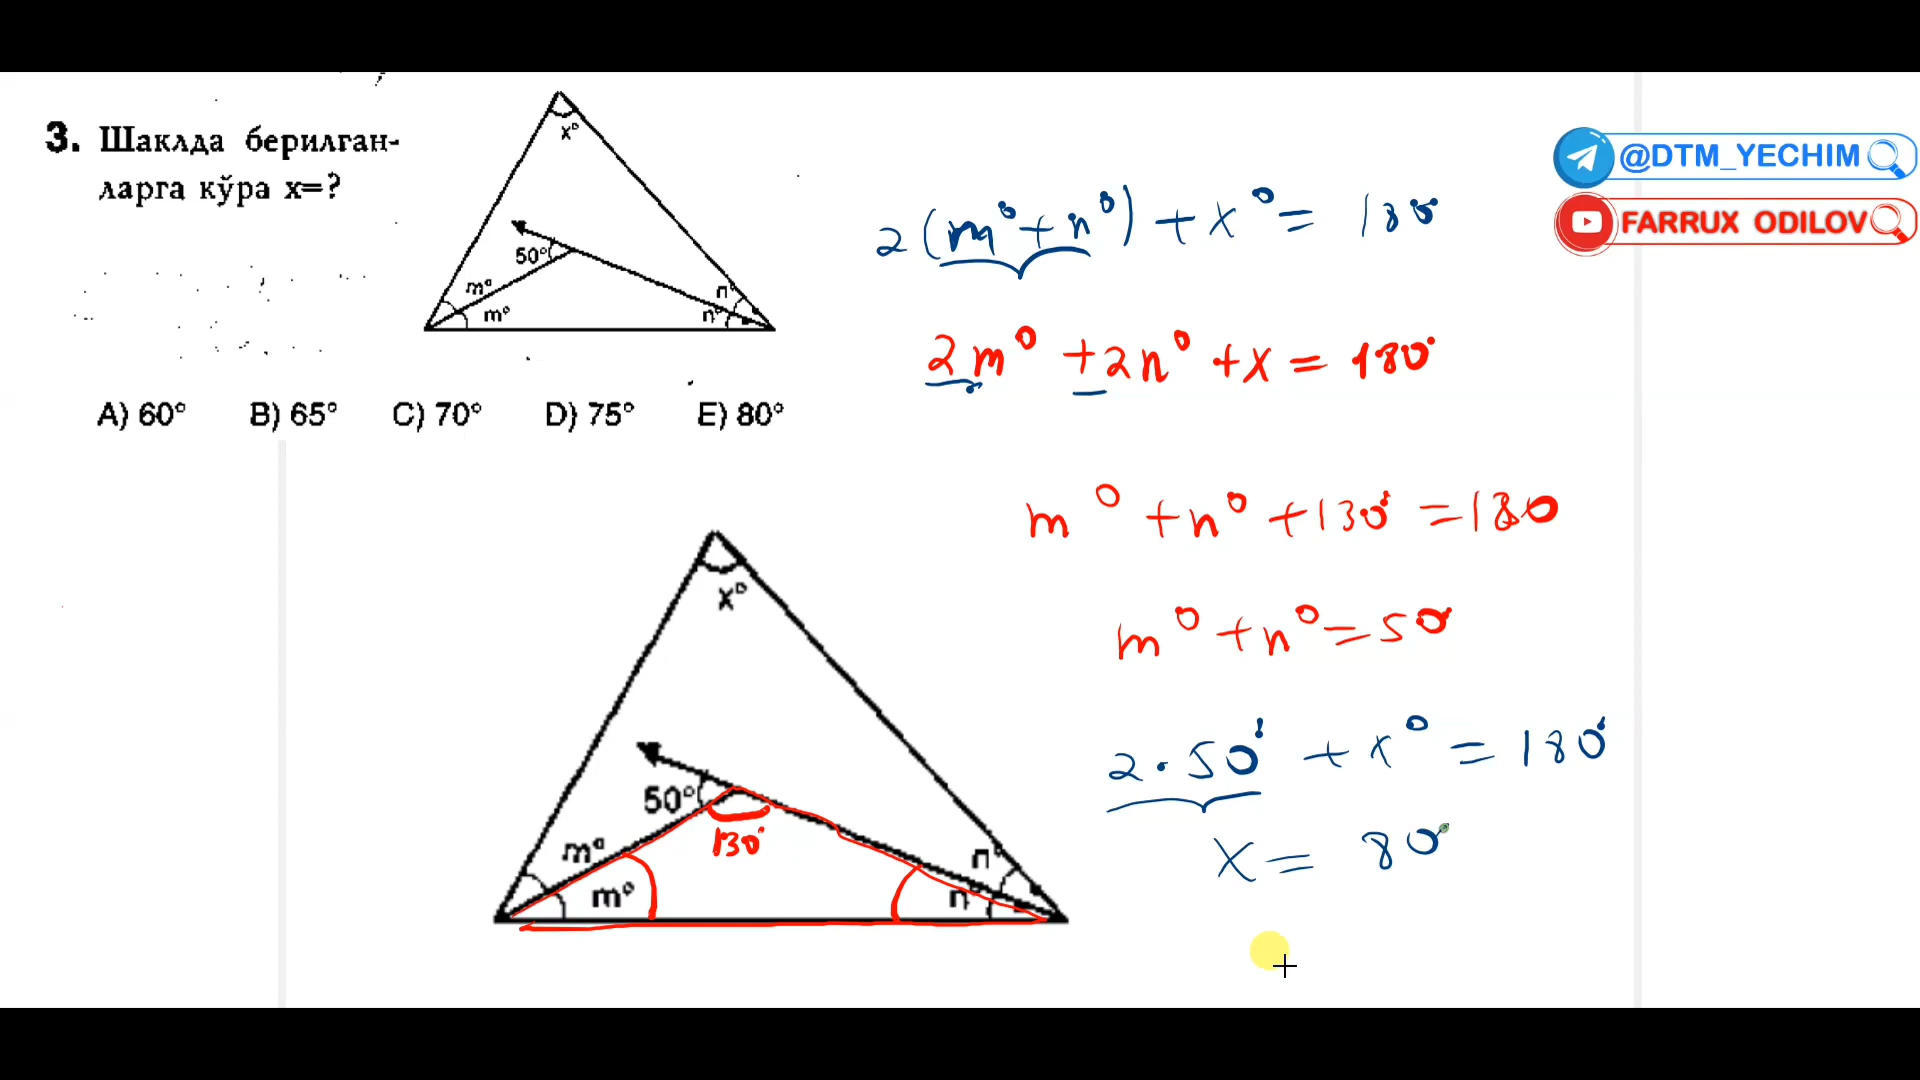 3. Шаклда берилган-
ларга кўра x=?
x°
50°
m°
m°
n°
n°
A) 60° B) 65° C) 70° D) 75° E) 80°
@DTM_YECHIM
FARRUX ODILOV
2(m°+n°)+x°=180°
2m°+2n°+x=180°
m°+n°+130°=180
m°+n°=50°
2·50°+x°=180°
x=80°
x°
50°
130°
m°
m°
n°
n°